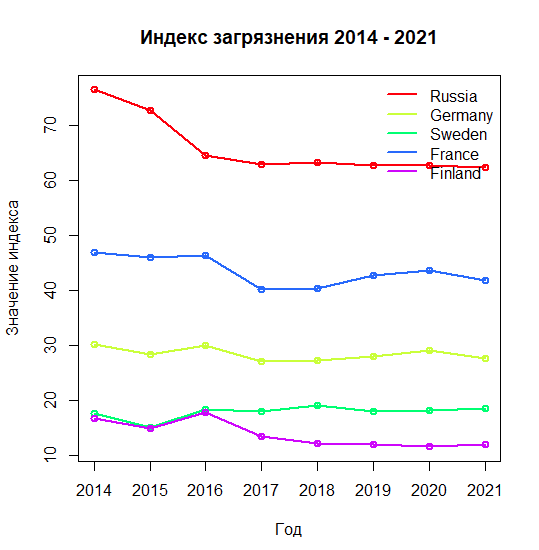 Индекс загрязнения 2014 - 2021
Значение индекса
70
60
50
40
30
20
10
Russia
Germany
Sweden
France
Finland
2014 2015 2016 2017 2018 2019 2020 2021
Год